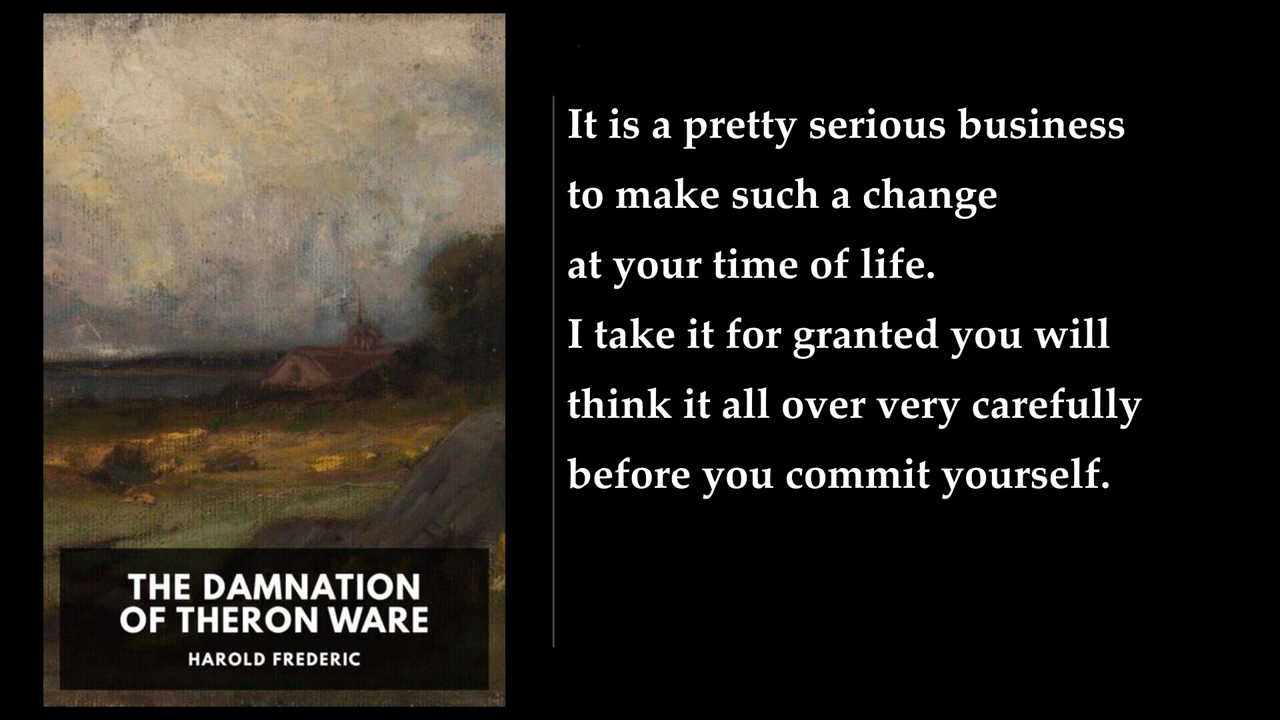 THE DAMNATION
OF THERON WARE
HAROLD FREDERIC
It is a pretty serious business
to make such a change
at your time of life.
I take it for granted you will
think it all over very carefully
before you commit yourself.